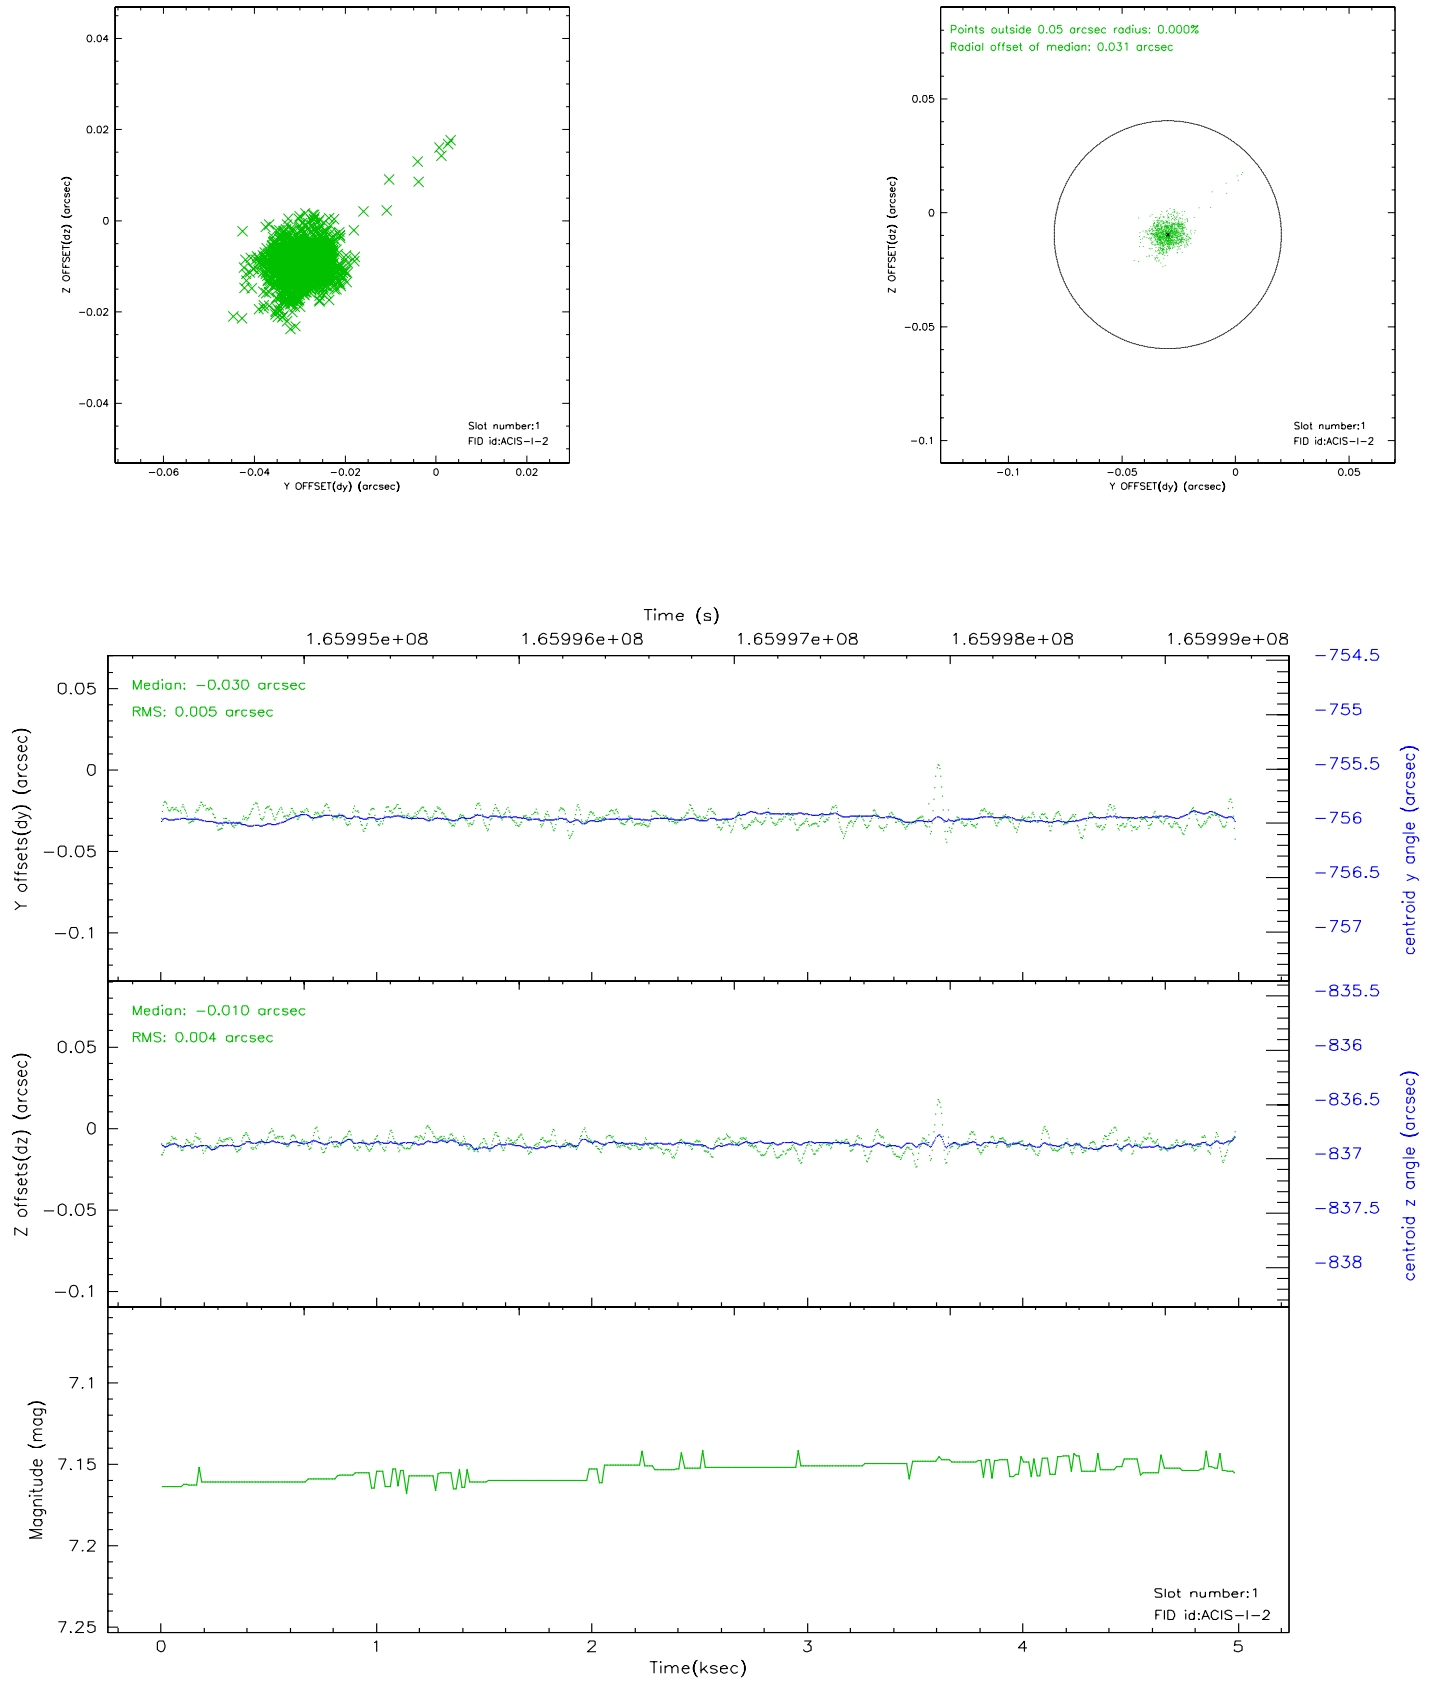 0.04
0.02
0
−0.02
−0.04
Z OFFSET(dz) (arcsec)
Slot number:1
FID id:ACIS−I−2
−0.06
−0.04
−0.02
0
0.02
Y OFFSET(dy) (arcsec)
Points outside 0.05 arcsec radius: 0.000%
Radial offset of median: 0.031 arcsec
0.05
0
−0.05
−0.1
Z OFFSET(dz) (arcsec)
Slot number:1
FID id:ACIS−I−2
−0.1
−0.05
0
0.05
Y OFFSET(dy) (arcsec)
Time (s)
1.65995e+08
1.65996e+08
1.65997e+08
1.65998e+08
1.65999e+08
Median: −0.030 arcsec
RMS: 0.005 arcsec
0.05
0
−0.05
−0.1
Y offsets(dy) (arcsec)
−754.5
−755
−755.5
−756
−756.5
−757
centroid y angle (arcsec)
Median: −0.010 arcsec
RMS: 0.004 arcsec
0.05
0
−0.05
−0.1
Z offsets(dz) (arcsec)
−835.5
−836
−836.5
−837
−837.5
−838
centroid z angle (arcsec)
7.1
7.15
7.2
7.25
Magnitude (mag)
Slot number:1
FID id:ACIS−I−2
0
1
2
3
4
5
Time(ksec)